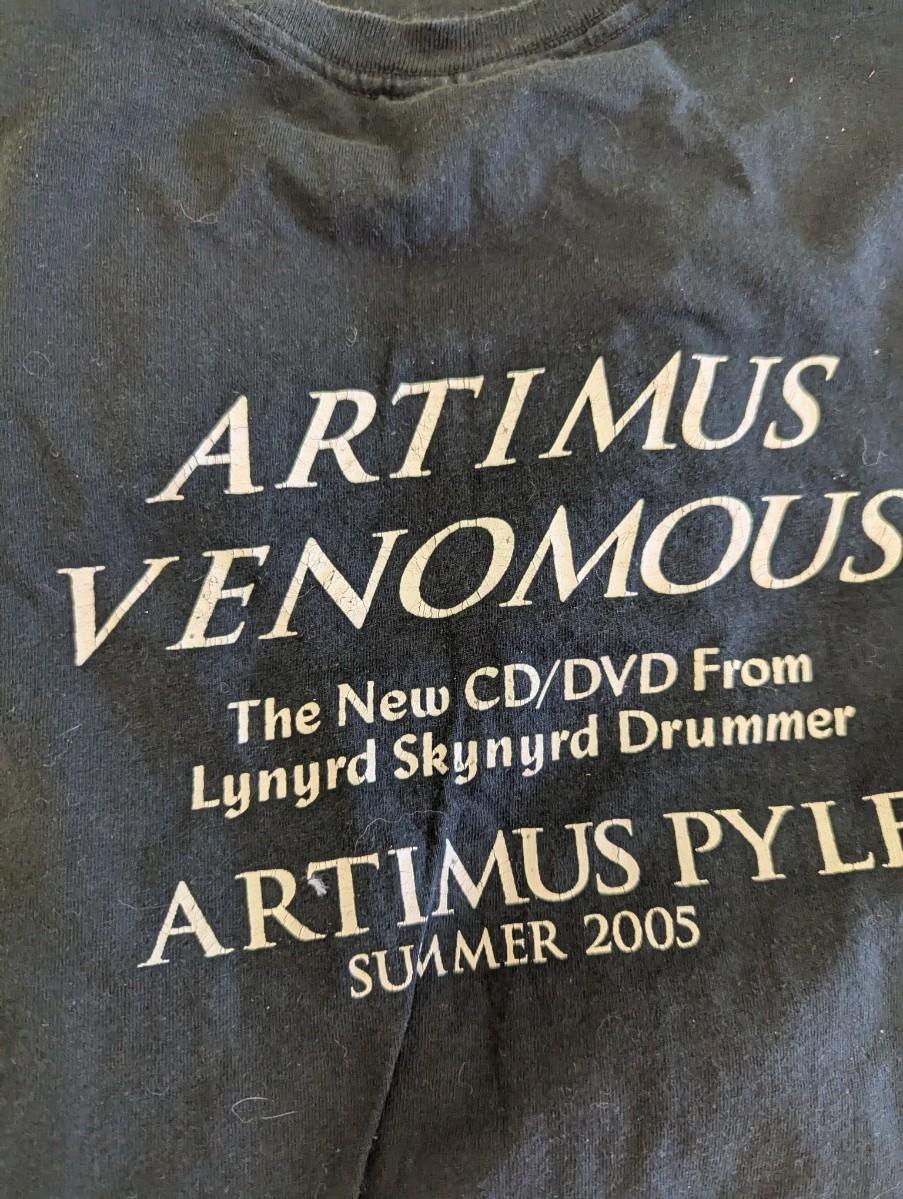 ARTIMUS
VENOMOUS
The New CD/DVD From
Lynyrd Skynyrd Drummer
ARTIMUS PYLE
SUMMER 2005